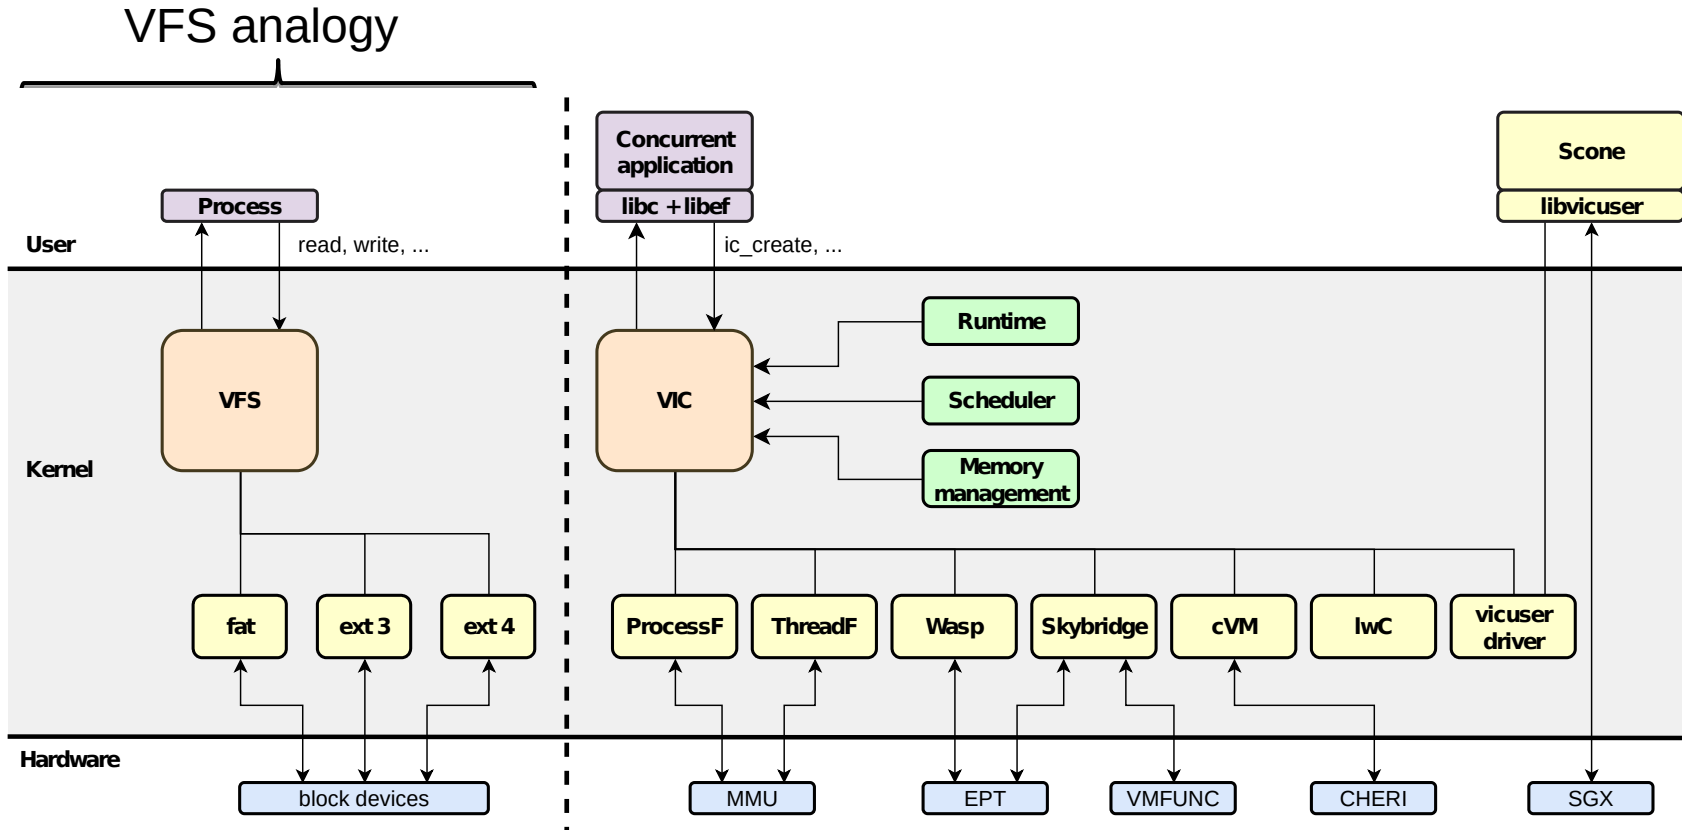 VFS analogy
Concurrent
application
Scone
Process
libc + libef
libvicuser
User
read, write, ...
ic_create, ...
Runtime
VFS
VIC
Scheduler
Kernel
Memory
management
fat
ext 3
ext 4
ProcessF
ThreadF
Wasp
Skybridge
cVM
lwC
vicuser
driver
Hardware
block devices
MMU
EPT
VMFUNC
CHERI
SGX